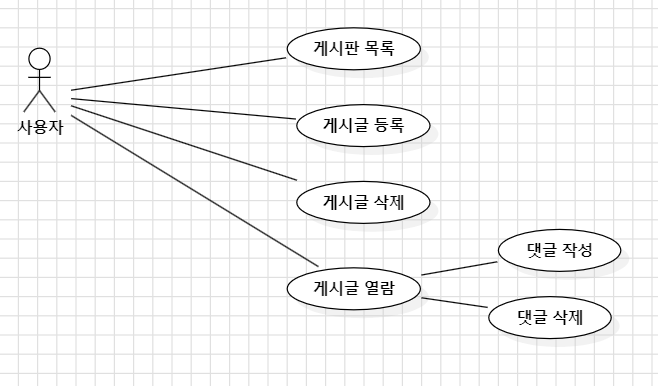 게시판 목록
사용자
게시글 등록
게시글 삭제
댓글 작성
게시글 열람
댓글 삭제